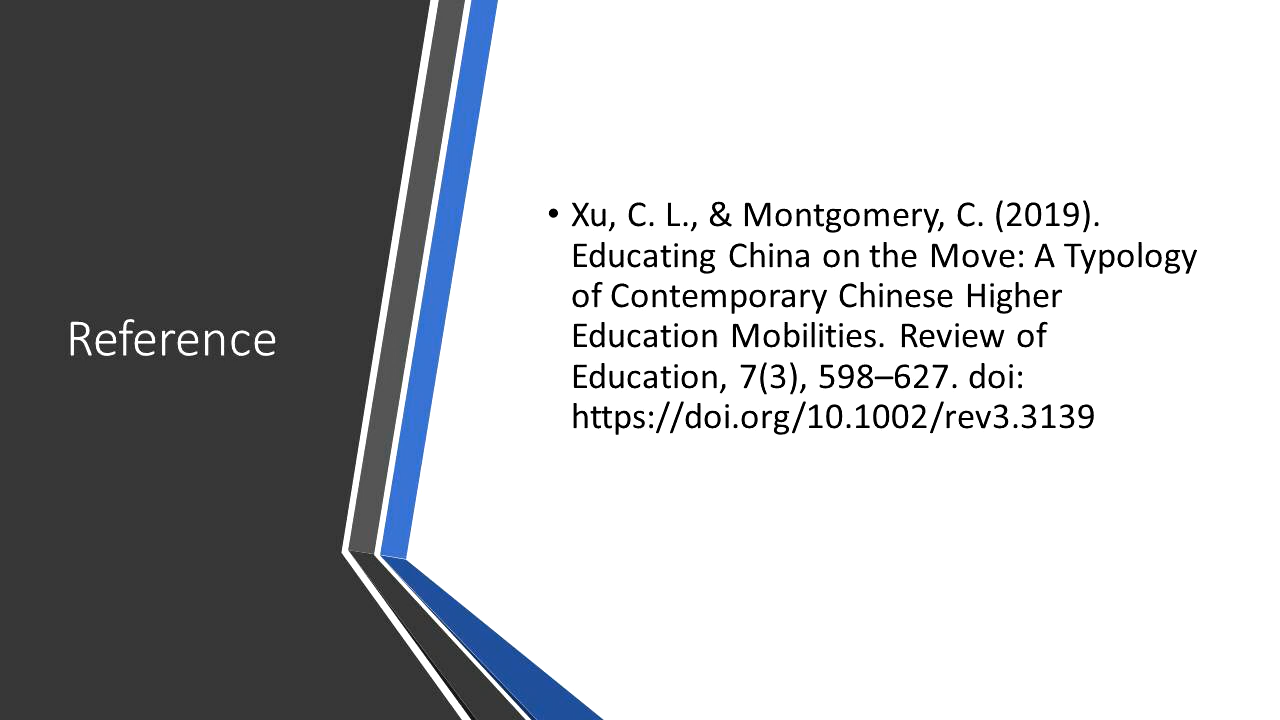 Reference
• Xu, C. L., & Montgomery, C. (2019).
Educating China on the Move: A Typology
of Contemporary Chinese Higher
Education Mobilities. Review of
Education, 7(3), 598–627. doi:
https://doi.org/10.1002/rev3.3139